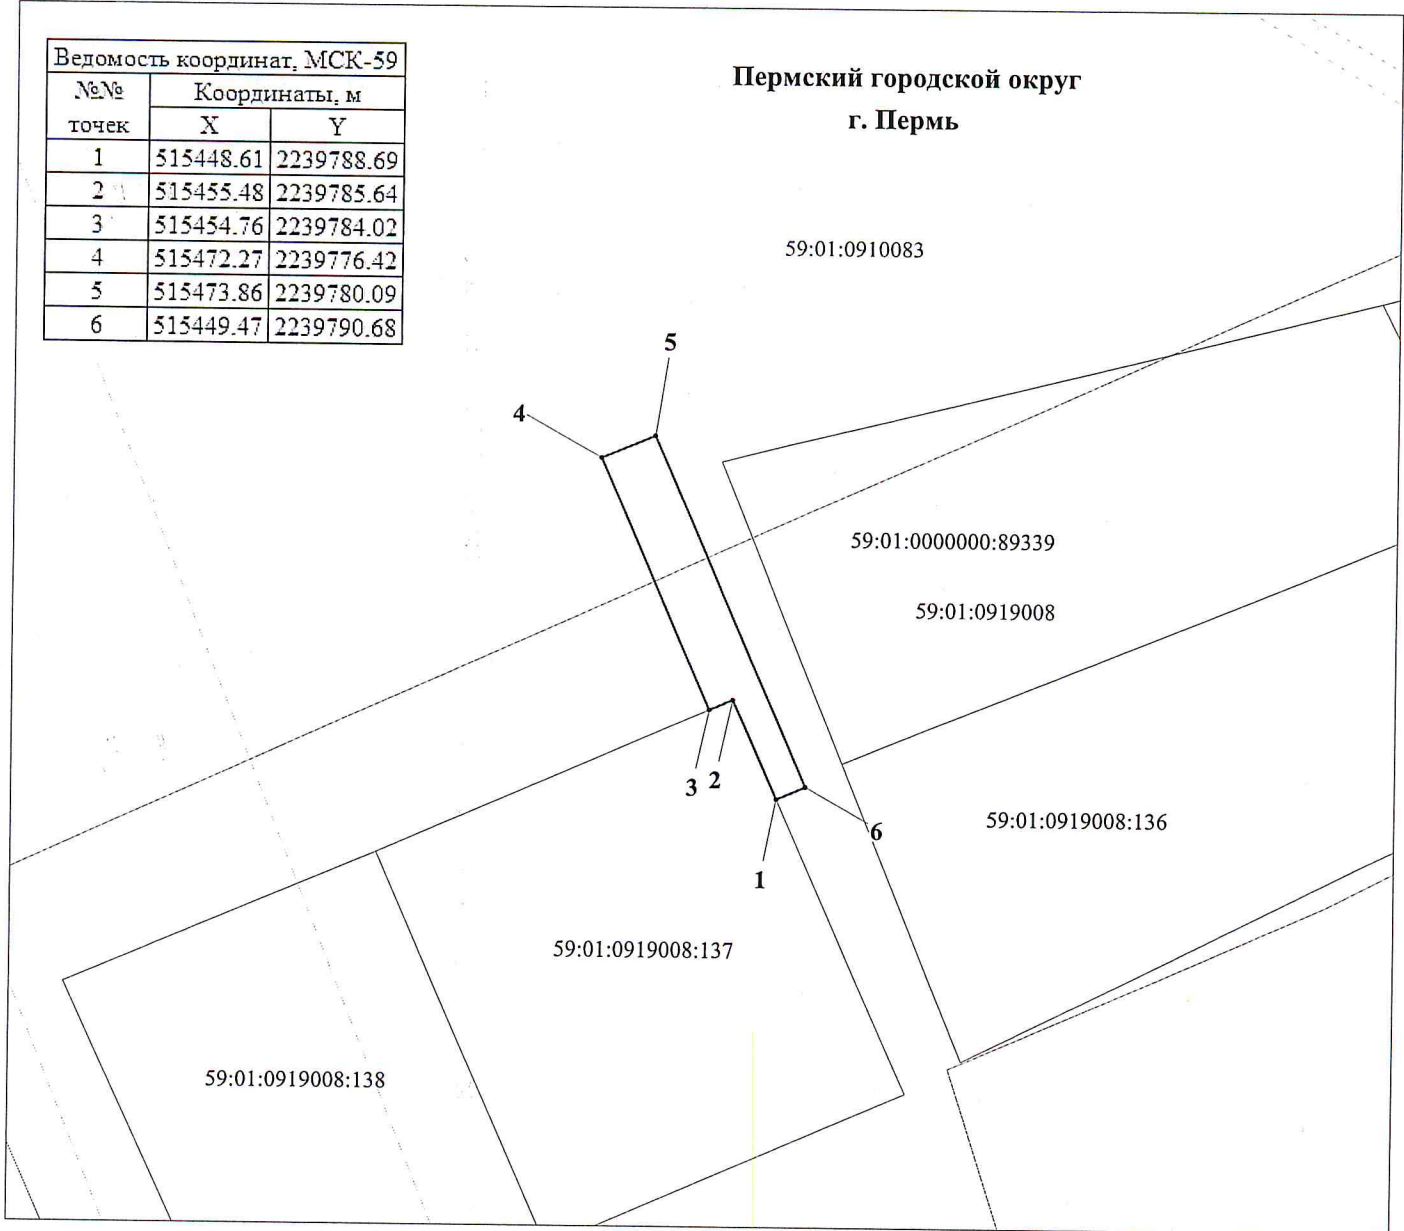 Ведомость координат, МСК-59
№№ точек Координаты, м
X Y
1 515448.61 2239788.69
2 515455.48 2239785.64
3 515454.76 2239784.02
4 515472.27 2239776.42
5 515473.86 2239780.09
6 515449.47 2239790.68
Пермский городской округ
г. Пермь
59:01:0910083
5
4
59:01:0000000:89339
59:01:0919008
3 2
6
59:01:0919008:136
1
59:01:0919008:137
59:01:0919008:138